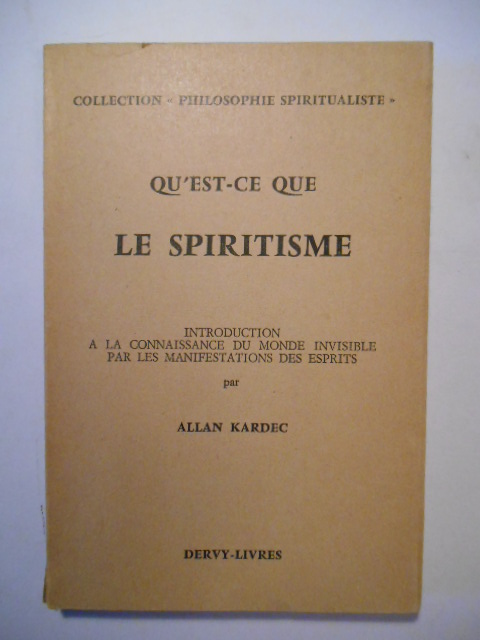 COLLECTION « PHILOSOPHIE SPIRITUALISTE »
QU'EST-CE QUE
LE SPIRITISME
INTRODUCTION
A LA CONNAISSANCE DU MONDE INVISIBLE
PAR LES MANIFESTATIONS DES ESPRITS
par
ALLAN KARDEC
DERVY-LIVRES